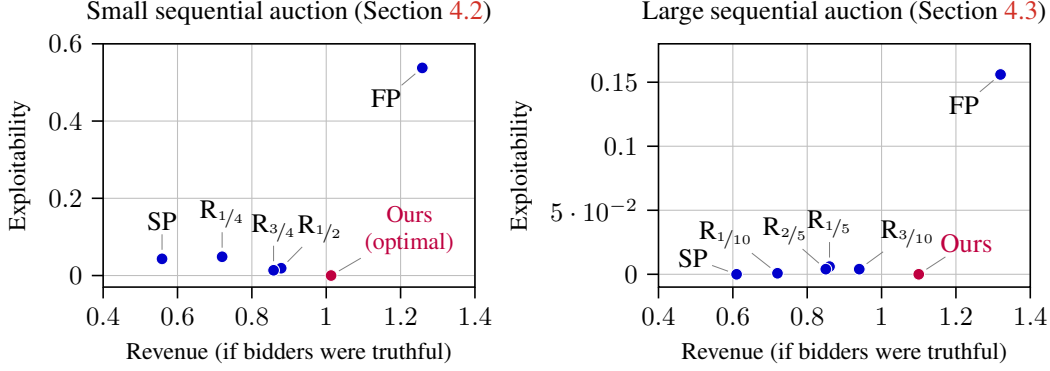 Small sequential auction (Section 4.2)
0.6
0.4
0.2
0
Exploitability
FP
SP
R1/4
R3/4
R1/2
Ours
(optimal)
0.4 0.6 0.8 1 1.2 1.4
Revenue (if bidders were truthful)
Large sequential auction (Section 4.3)
0.15
0.1
5 · 10−2
0
Exploitability
FP
SP
R1/10
R2/5
R1/5
R3/10
Ours
0.4 0.6 0.8 1 1.2 1.4
Revenue (if bidders were truthful)